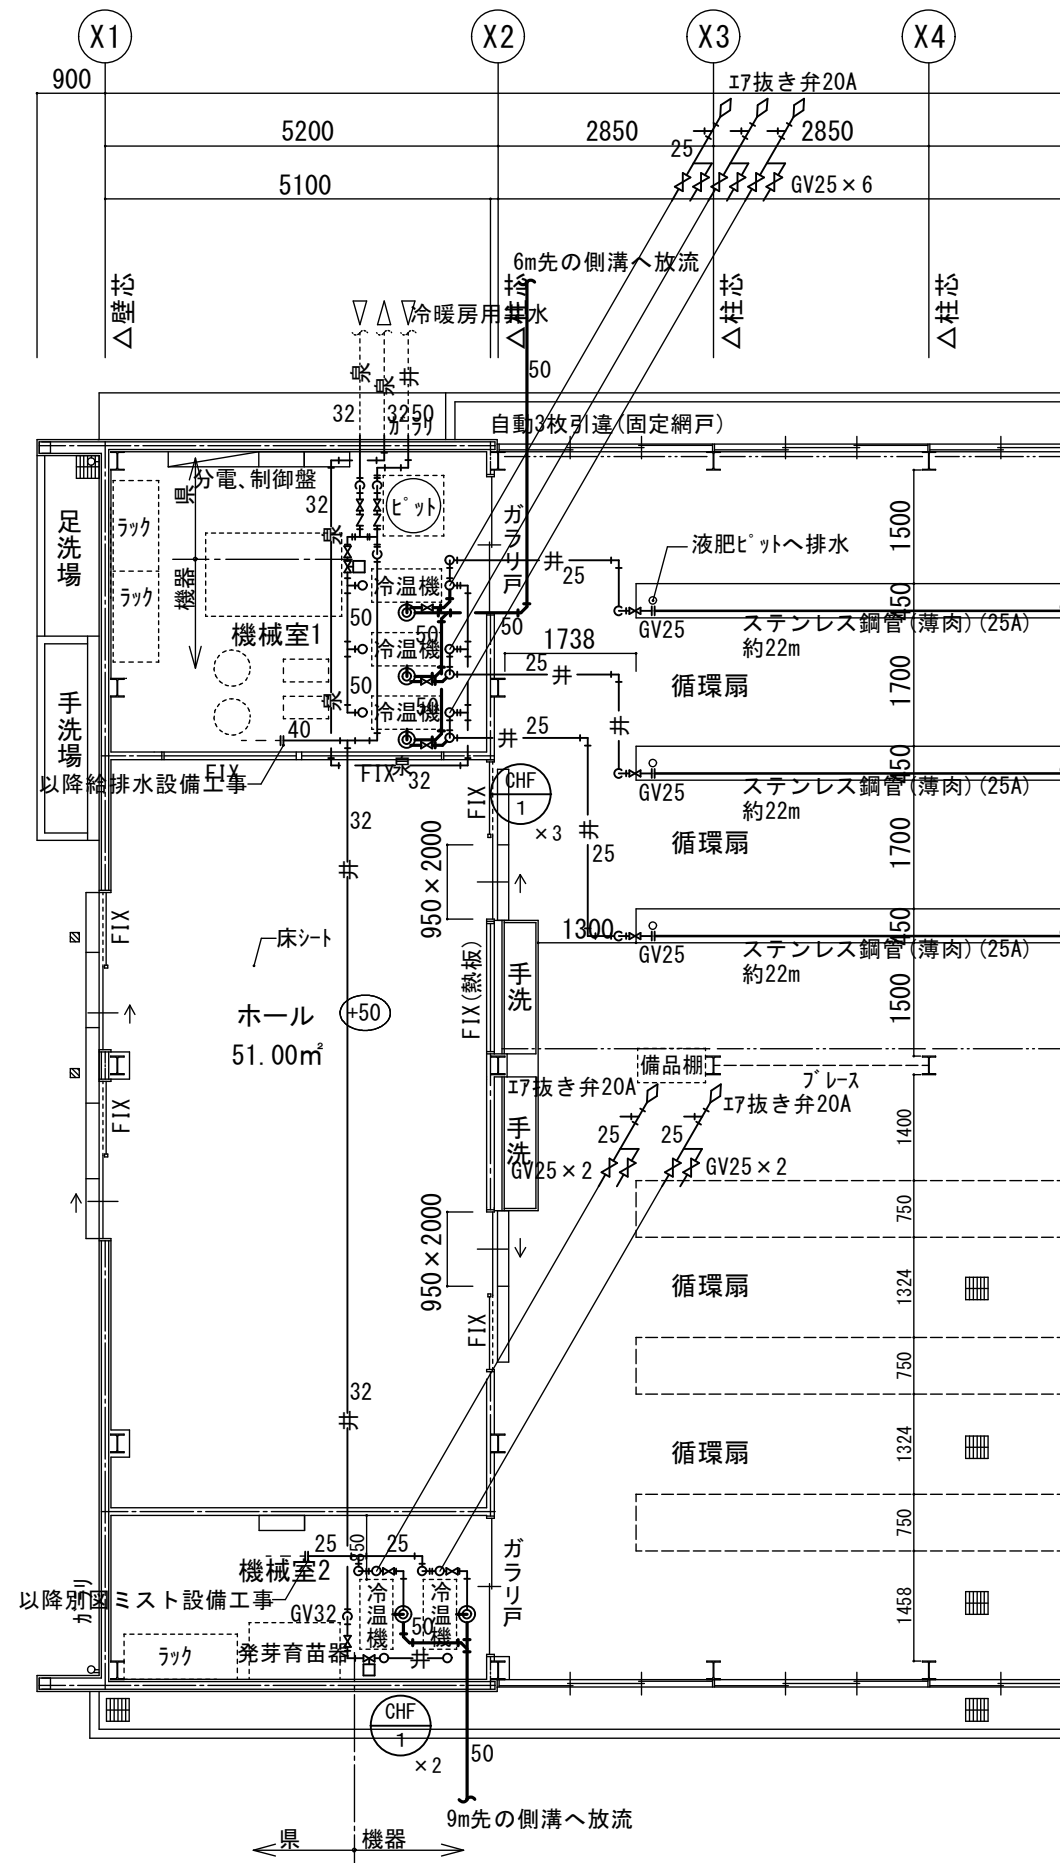 X1
X2
X3
X4
900
エア抜き弁20A
5200
2850
2850
25
5100
GV25×6
6m先の側溝へ放流
△壁芯
△柱芯
△柱芯
△柱芯
冷暖房用井水
50
泉
泉
井
32
32
50
ガラリ
自動3枚引違(固定網戸)
分電、制御盤
県
機器
足洗場
ラック
ラック
32
泉
ピット
ガラリ戸
井
25
液肥ピットへ排水
1500
450
冷温機
50
50
50
機械室1
冷温機
GV25
ステンレス鋼管(薄肉)(25A)
約22m
1738
25
井
循環扇
1700
手洗場
50
泉
50
冷温機
40
井
25
井
450
以降給排水設備工事
FIX
FIX
泉
32
CHF
1
×3
GV25
ステンレス鋼管(薄肉)(25A)
約22m
FIX
32
井
井
25
循環扇
1700
950×2000
FIX
床シート
1300
450
GV25
ステンレス鋼管(薄肉)(25A)
約22m
FIX(熱板)
手洗
ホール
+50
51.00㎡
1500
備品棚
ブレース
エア抜き弁20A
エア抜き弁20A
FIX
手洗
25
25
1400
GV25×2
GV25×2
750
950×2000
循環扇
1324
FIX
750
32
井
循環扇
1324
750
25
350
25
機械室2
ガラリ戸
ガラリ
以降別図ミスト設備工事
GV32
冷温機
冷温機
50
1458
ラック
発芽育苗器
井
CHF
1
×2
50
9m先の側溝へ放流
県
機器